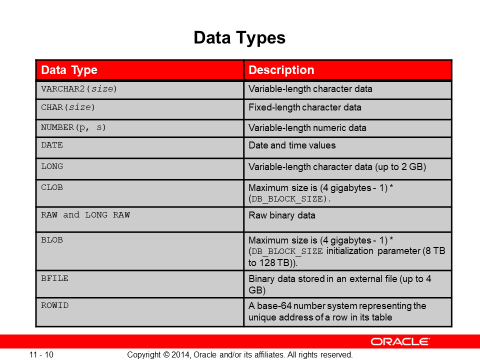 Data Types
Data Type Description
VARCHAR2(size) Variable-length character data
CHAR(size) Fixed-length character data
NUMBER(p, s) Variable-length numeric data
DATE Date and time values
LONG Variable-length character data (up to 2 GB)
CLOB Maximum size is (4 gigabytes - 1) *
(DB_BLOCK_SIZE).
RAW and LONG RAW Raw binary data
BLOB Maximum size is (4 gigabytes - 1) *
(DB_BLOCK_SIZE initialization parameter (8 TB
to 128 TB)).
BFILE Binary data stored in an external file (up to 4
GB)
ROWID A base-64 number system representing the
unique address of a row in its table
ORACLE
11 - 10 Copyright © 2014, Oracle and/or its affiliates. All rights reserved.